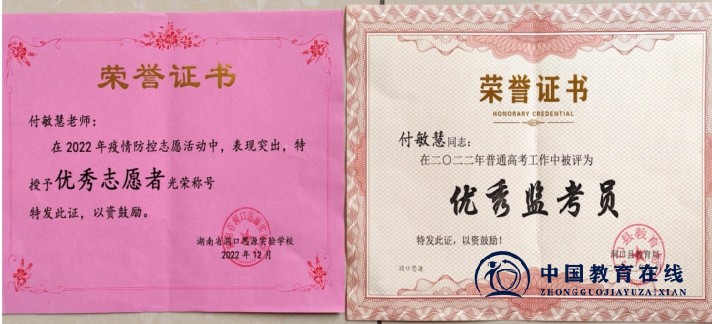 荣誉证书
付敏慧老师:
在2022年疫情防控志愿活动中,表现突出,特
授予优秀志愿者光荣称号
特发此证,以资鼓励。
湖南省洞口思源实验学校
2022年12月
荣誉证书
HONORARY CREDENTIAL
付敏慧同志:
在二〇二二年普通高考工作中被评为
优秀监考员
特发此证,以资鼓励!
洞口县教育局
洞口思源
中国教育在线
ZHONGGUOJIAOYUZAIXIAN